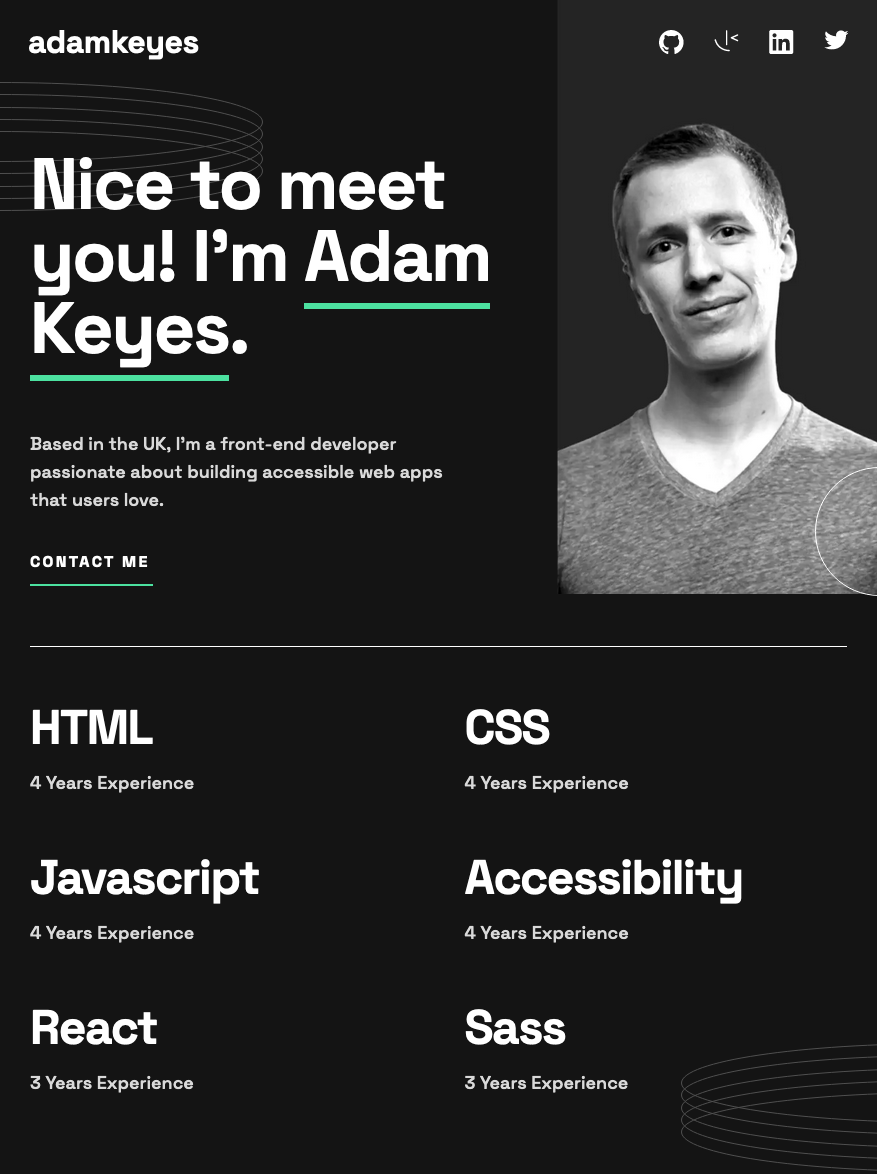 adamkeyes
Nice to meet
you! I’m Adam
Keyes.
Based in the UK, I’m a front-end developer
passionate about building accessible web apps
that users love.
CONTACT ME
HTML
4 Years Experience
CSS
4 Years Experience
Javascript
4 Years Experience
Accessibility
4 Years Experience
React
3 Years Experience
Sass
3 Years Experience